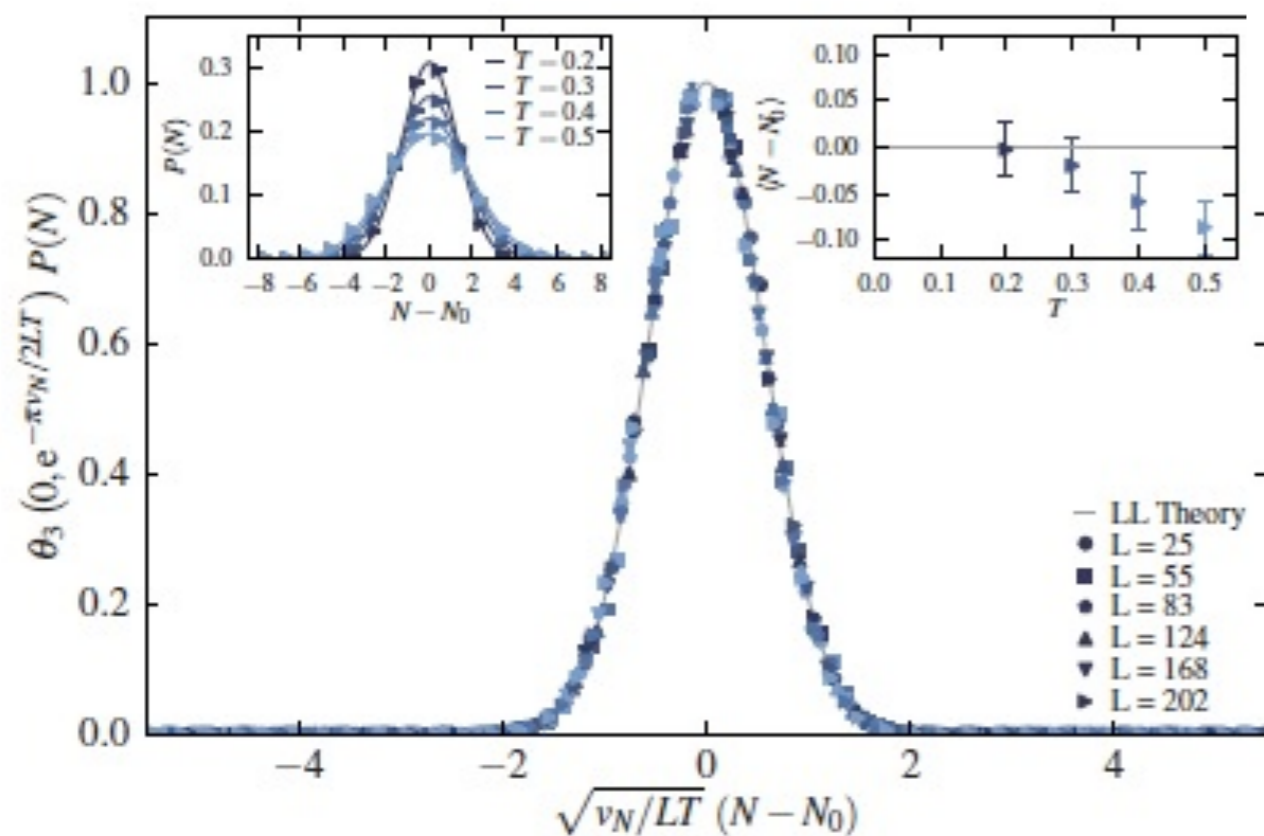 θ₃ (0, e^{−πv_N/2LT}) P(N)
1.0
0.8
0.6
0.4
0.2
0.0
−4
−2
0
2
4
√v_N/LT (N − N₀)
P(N)
0.3
0.2
0.1
0.0
−8
−6
−4
−2
0
2
4
6
8
N − N₀
T − 0.2
T − 0.3
T − 0.4
T − 0.5
⟨N − N₀⟩
0.10
0.05
0.00
−0.05
−0.10
0.0
0.1
0.2
0.3
0.4
0.5
T
LL Theory
L = 25
L = 55
L = 83
L = 124
L = 168
L = 202